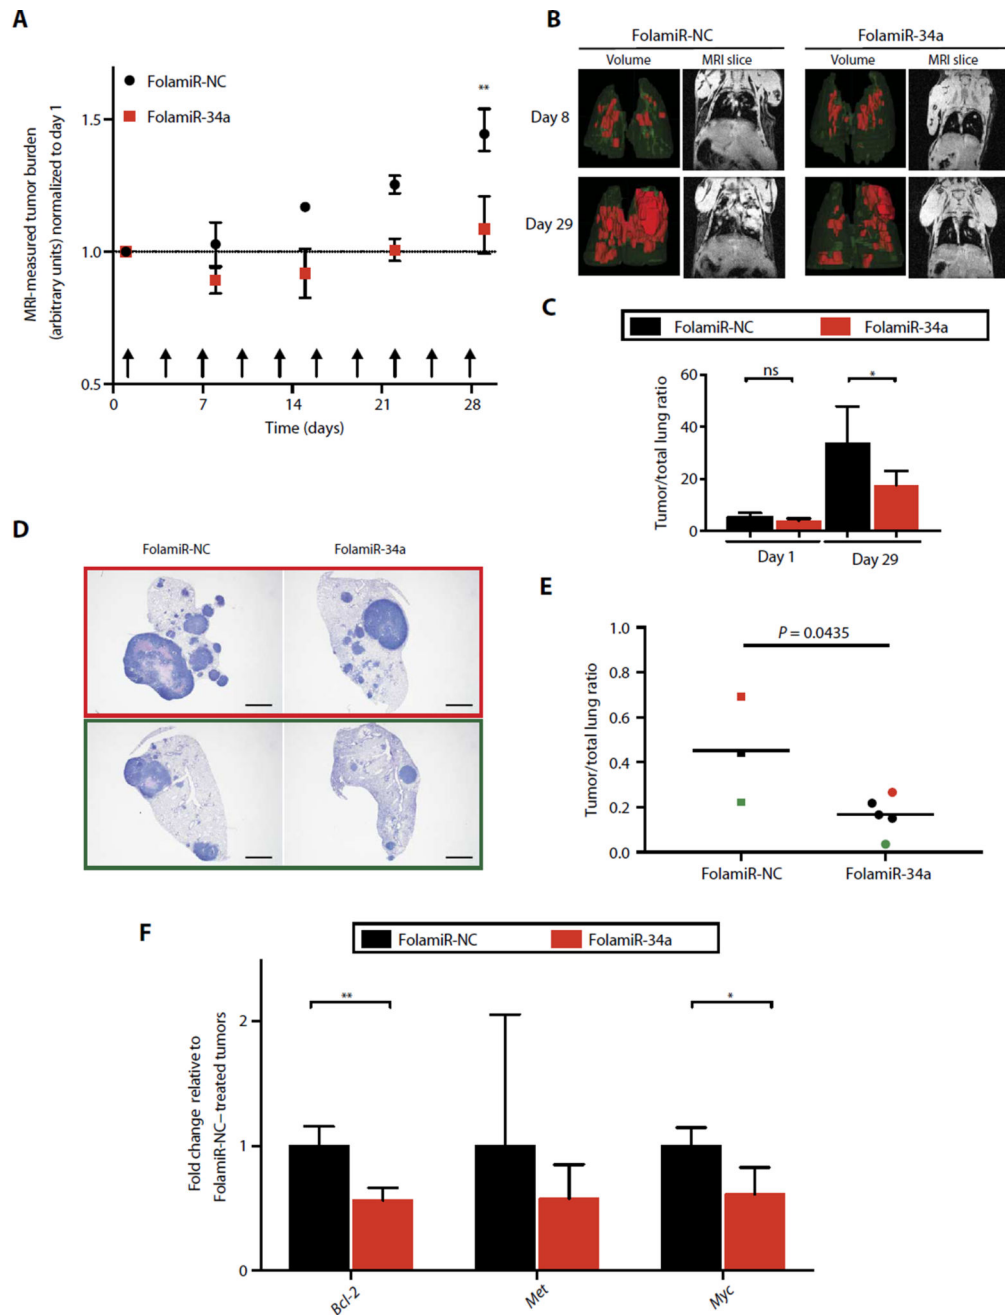 A
FolamiR-NC
FolamiR-34a
**
MRI-measured tumor burden
(arbitrary units) normalized to day 1
1.5
1.0
0.5
0 7 14 21 28
Time (days)
B
FolamiR-NC FolamiR-34a
Volume MRI slice Volume MRI slice
Day 8
Day 29
C
FolamiR-NC FolamiR-34a
Tumor/total lung ratio
60
40
20
0
ns *
Day 1 Day 29
D
FolamiR-NC FolamiR-34a
E
Tumor/total lung ratio
1.0
0.8
0.6
0.4
0.2
0.0
P = 0.0435
FolamiR-NC FolamiR-34a
F
FolamiR-NC FolamiR-34a
Fold change relative to
FolamiR-NC–treated tumors
2
1
0
** *
Bcl-2 Met Myc